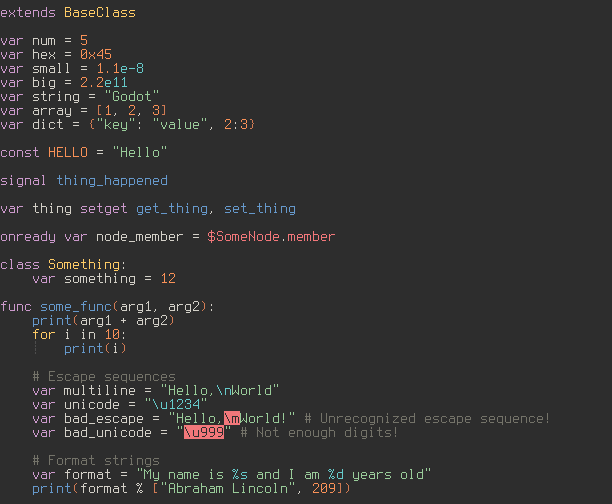 extends BaseClass
var num = 5
var hex = 0x45
var small = 1.1e-8
var big = 2.2e11
var string = "Godot"
var array = [1, 2, 3]
var dict = {"key": "value", 2:3}
const HELLO = "Hello"
signal thing_happened
var thing setget get_thing, set_thing
onready var node_member = $SomeNode.member
class Something:
    var something = 12
func some_func(arg1, arg2):
    print(arg1 + arg2)
    for i in 10:
        print(i)
    # Escape sequences
    var multiline = "Hello,\nWorld"
    var unicode = "\u1234"
    var bad_escape = "Hello,\mWorld!" # Unrecognized escape sequence!
    var bad_unicode = "\u999" # Not enough digits!
    # Format strings
    var format = "My name is %s and I am %d years old"
    print(format % ["Abraham Lincoln", 209])